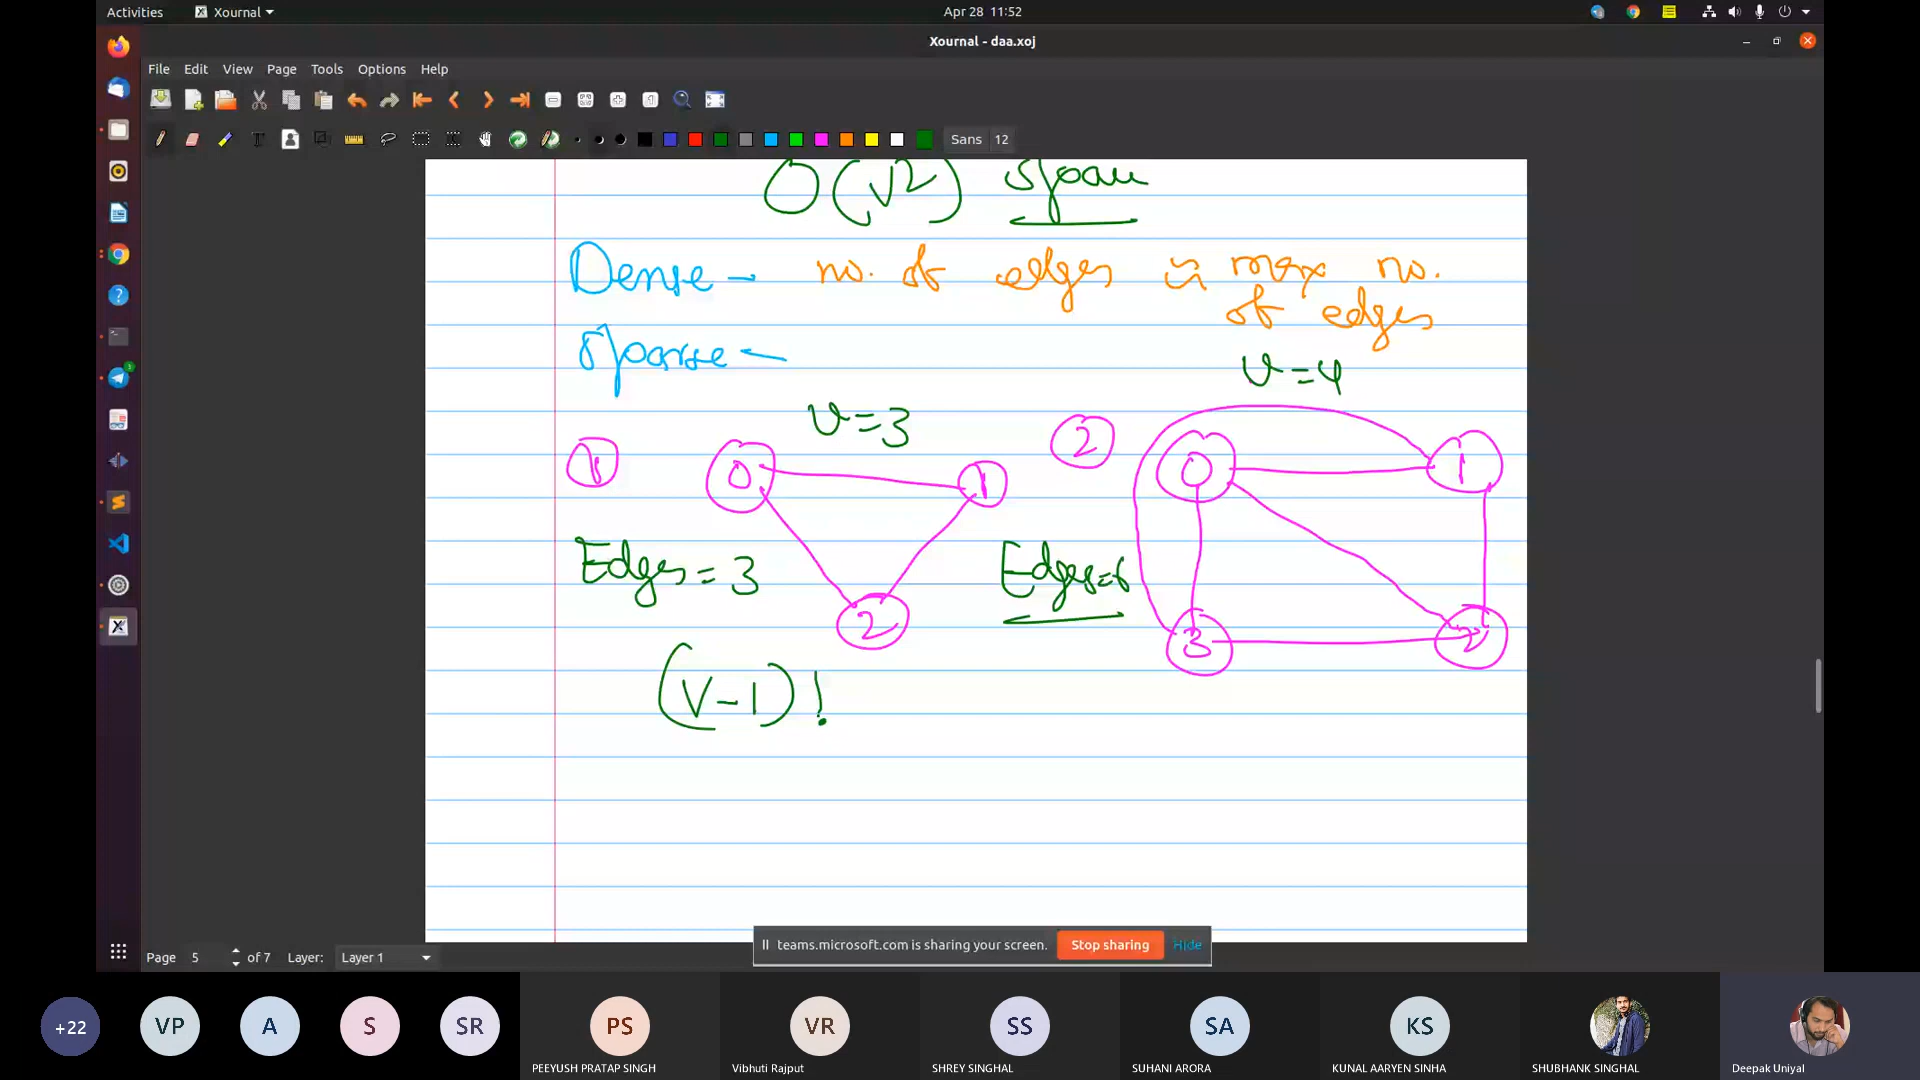 Activities Xournal Apr 28 11:52
Xournal - daa.xoj
File Edit View Page Tools Options Help
Sans 12
O(V2) Space
Dense - no. of edges ≈ max no.
of edges
Sparse -
V=4
V=3
1 0 1 2 0 1
Edges = 3 Edges=6
2 3 2
(V-1)!
teams.microsoft.com is sharing your screen. Stop sharing Hide
Page 5 of 7 Layer: Layer 1
+22 VP A S SR PS VR SS SA KS
PEEYUSH PRATAP SINGH Vibhuti Rajput SHREY SINGHAL SUHANI ARORA KUNAL AARYEN SINHA SHUBHANK SINGHAL Deepak Uniyal